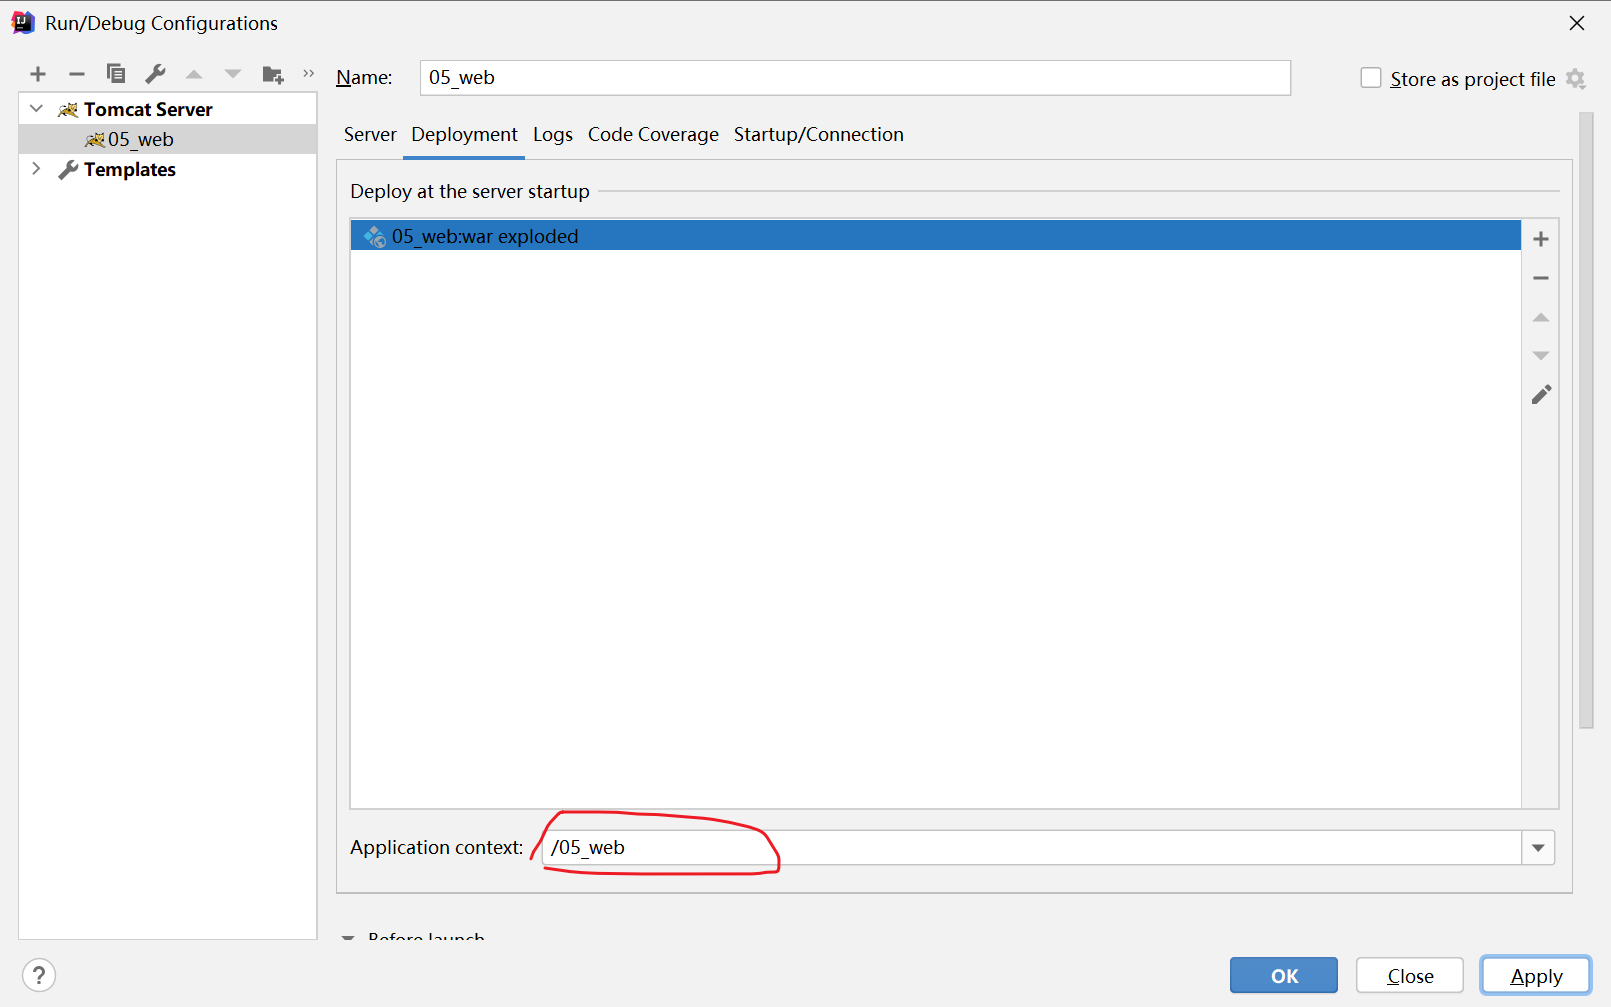 Run/Debug Configurations
Name: 05_web
Store as project file
Tomcat Server
05_web
Templates
Server Deployment Logs Code Coverage Startup/Connection
Deploy at the server startup
05_web:war exploded
Application context: /05_web
Before launch
? OK Close Apply